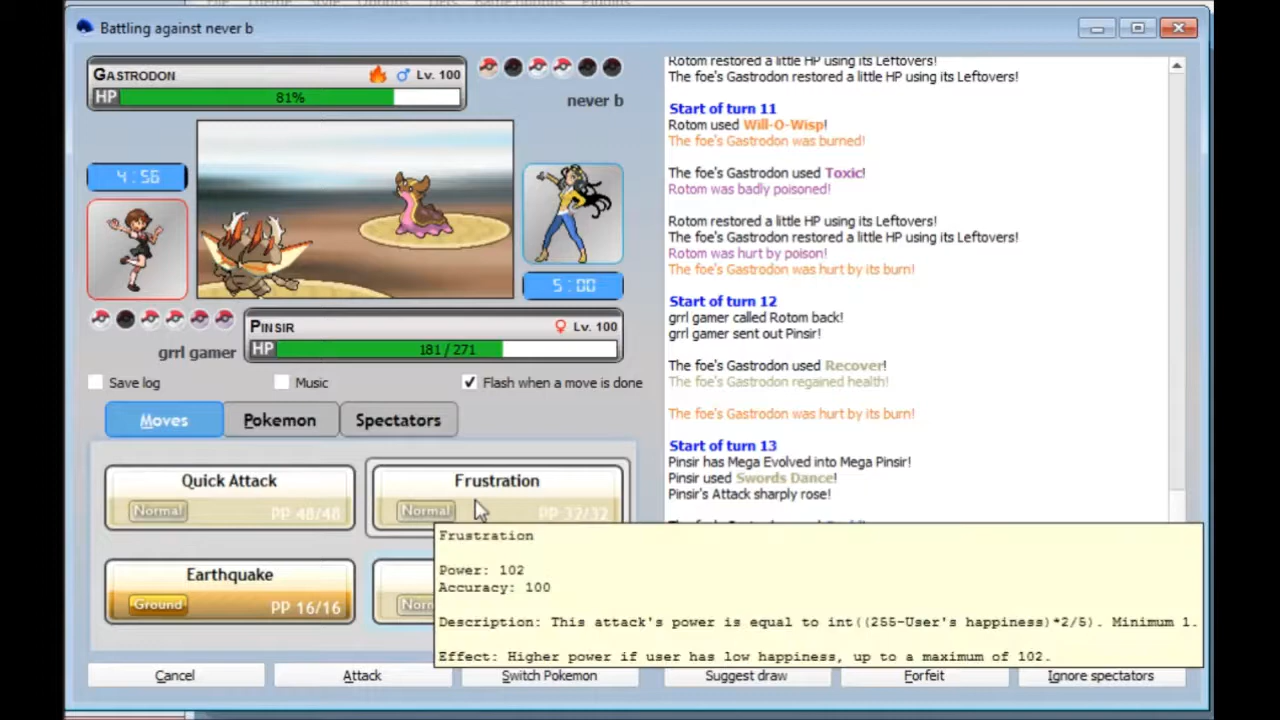 Battling against never b
GASTRODON
Lv. 100
HP
81%
never b
4:56
5:00
PINSIR
Lv. 100
HP
181 / 271
grrl gamer
Save log
Music
Flash when a move is done
Moves
Pokemon
Spectators
Quick Attack
Normal
PP 48/48
Frustration
Normal
PP 32/32
Earthquake
Ground
PP 16/16
Norm
Cancel
Attack
Switch Pokemon
Rotom restored a little HP using its Leftovers!
The foe's Gastrodon restored a little HP using its Leftovers!
Start of turn 11
Rotom used Will-O-Wisp!
The foe's Gastrodon was burned!
The foe's Gastrodon used Toxic!
Rotom was badly poisoned!
Rotom restored a little HP using its Leftovers!
The foe's Gastrodon restored a little HP using its Leftovers!
Rotom was hurt by poison!
The foe's Gastrodon was hurt by its burn!
Start of turn 12
grrl gamer called Rotom back!
grrl gamer sent out Pinsir!
The foe's Gastrodon used Recover!
The foe's Gastrodon regained health!
The foe's Gastrodon was hurt by its burn!
Start of turn 13
Pinsir has Mega Evolved into Mega Pinsir!
Pinsir used Swords Dance!
Pinsir's Attack sharply rose!
Frustration
Power: 102
Accuracy: 100
Description: This attack's power is equal to int((255-User's happiness)*2/5). Minimum 1.
Effect: Higher power if user has low happiness, up to a maximum of 102.
Suggest draw
Forfeit
Ignore spectators